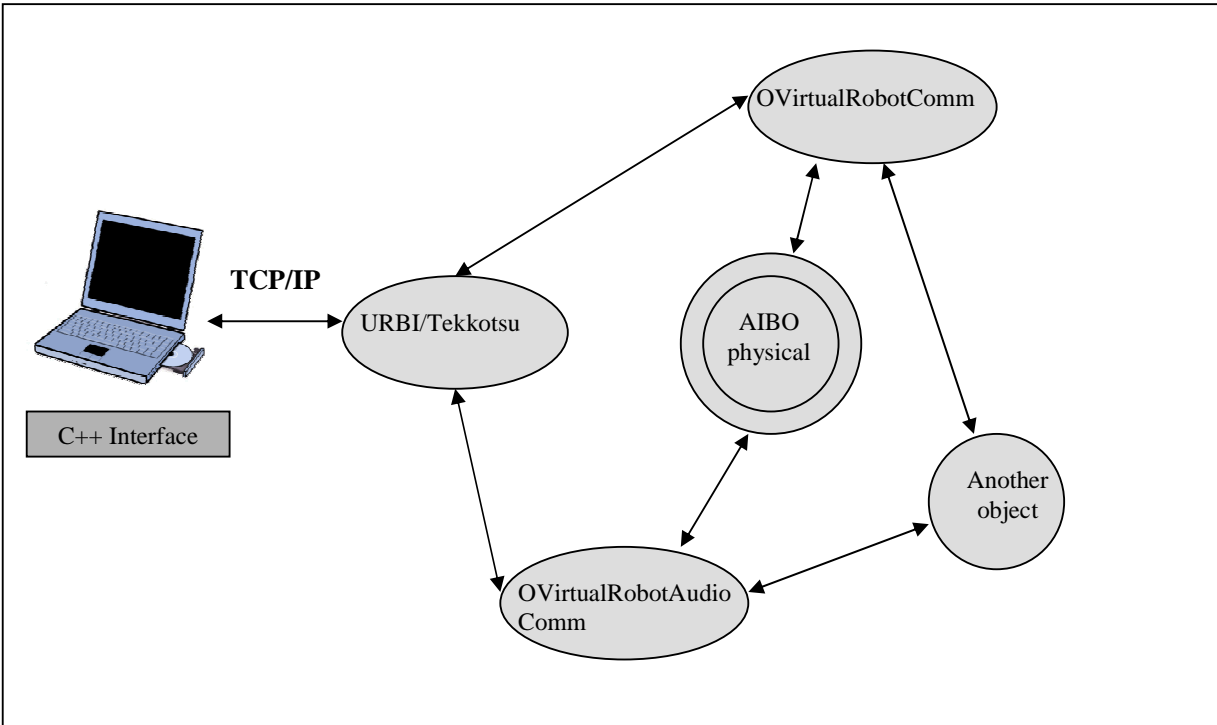 OVirtualRobotComm
TCP/IP
URBI/Tekkotsu
AIBO
physical
C++ Interface
Another
object
OVirtualRobotAudio
Comm